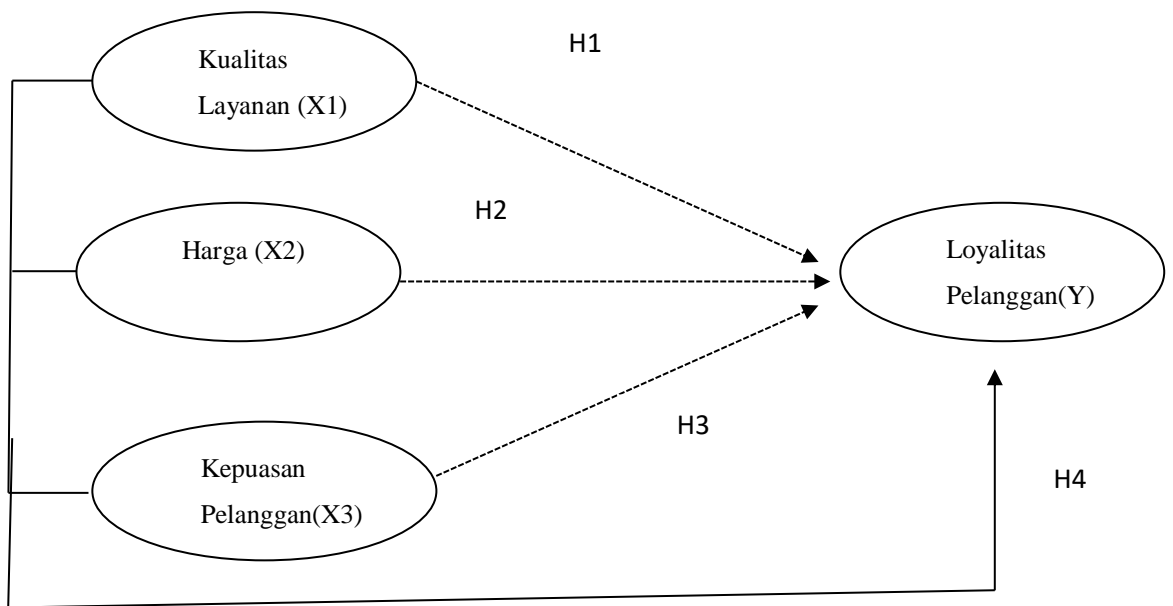 H1
Kualitas
Layanan (X1)
H2
Harga (X2)
Loyalitas
Pelanggan(Y)
H3
Kepuasan
Pelanggan(X3)
H4